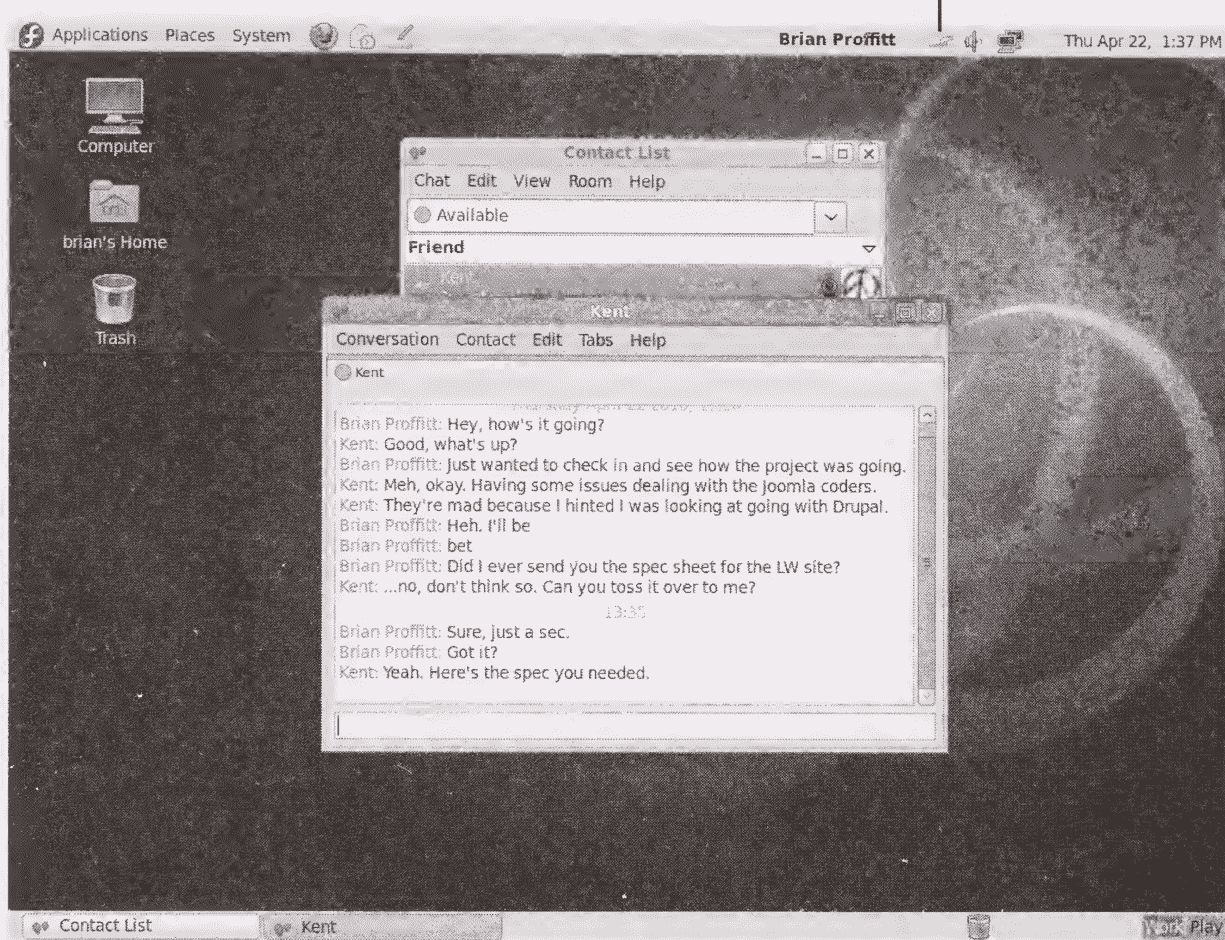 Applications Places System Brian Proffitt Thu Apr 22, 1:37 PM
Computer
brian's Home
Trash
Contact List
Chat Edit View Room Help
Available
Friend
Kent
Kent
Conversation Contact Edit Tabs Help
Kent
Brian Proffitt: Hey, how's it going?
Kent: Good, what's up?
Brian Proffitt: Just wanted to check in and see how the project was going.
Kent: Meh, okay. Having some issues dealing with the Joomla coders.
Kent: They're mad because I hinted I was looking at going with Drupal.
Brian Proffitt: Heh. I'll be
Brian Proffitt: bet
Brian Proffitt: Did I ever send you the spec sheet for the LW site?
Kent: ...no, don't think so. Can you toss it over to me?
13:35
Brian Proffitt: Sure, just a sec.
Brian Proffitt: Got it?
Kent: Yeah. Here's the spec you needed.
Contact List Kent Work Play